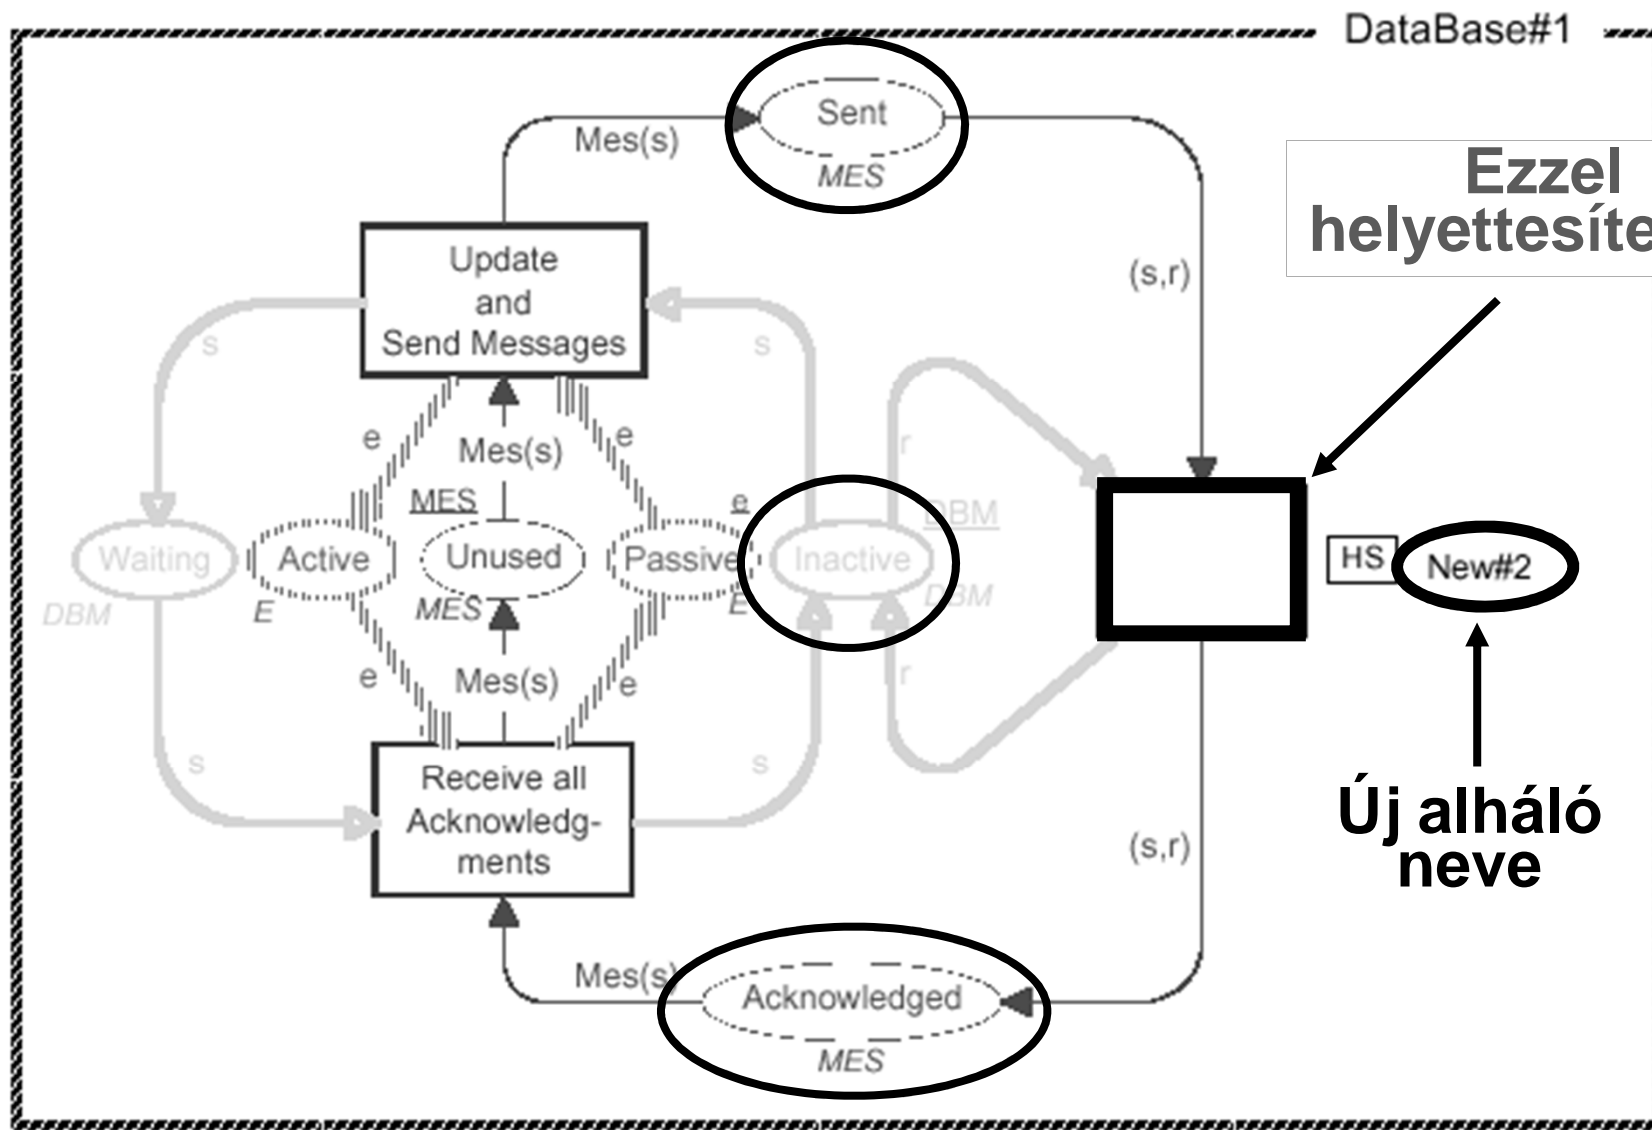 DataBase#1
Sent
Mes(s)
MES
Ezzel
helyettesíte
Update
and
Send Messages
(s,r)
s
s
e
e
r
Mes(s)
MES
e
DBM
Waiting
Active
Unused
Passive
Inactive
HS
New#2
DBM
E
MES
E
DBM
e
Mes(s)
e
r
s
s
Receive all
Acknowledg-
ments
Új alháló
neve
(s,r)
Mes(s)
Acknowledged
MES